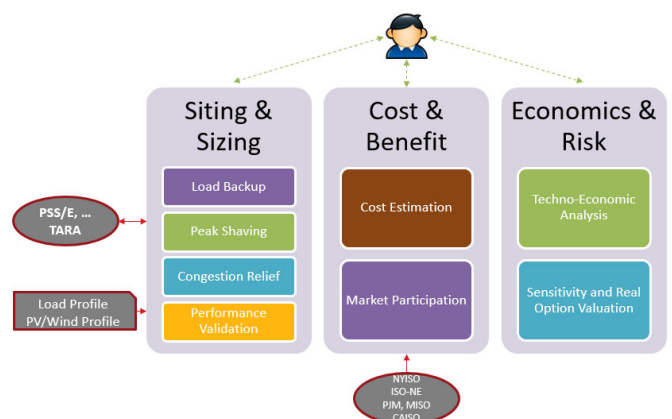 Siting &
Sizing
Load Backup
Peak Shaving
Congestion Relief
Performance
Validation
Cost &
Benefit
Cost Estimation
Market Participation
Economics &
Risk
Techno-Economic
Analysis
Sensitivity and Real
Option Valuation
PSS/E, ...
TARA
Load Profile
PV/Wind Profile
NYISO
ISO-NE
PJM, MISO
CAISO